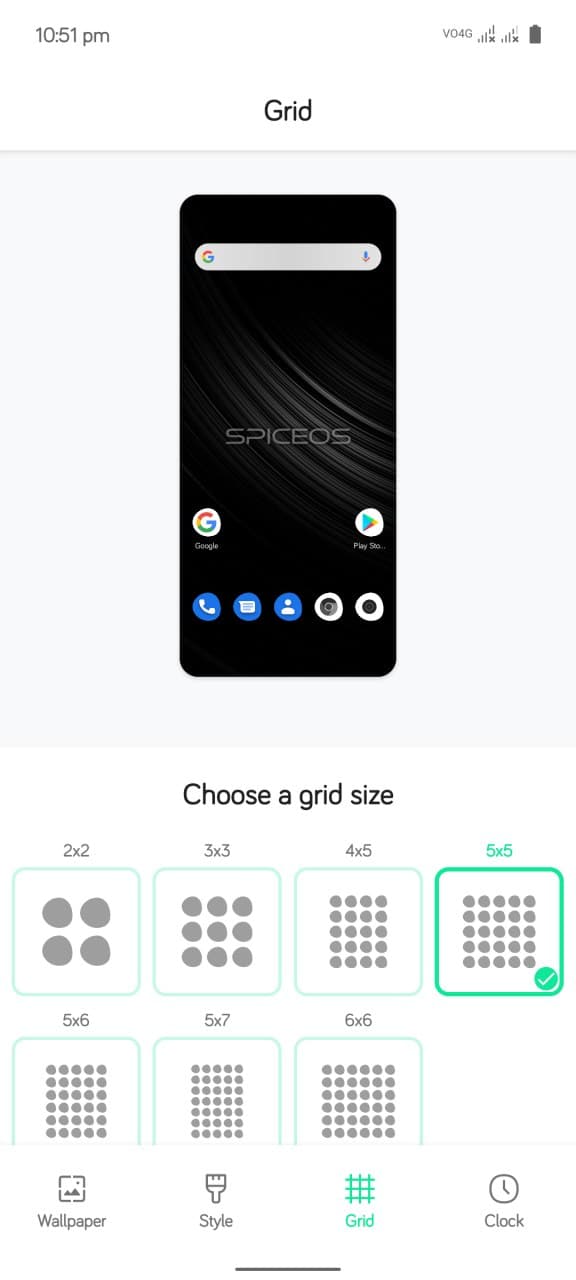 10:51 pm
VO4G
Grid
SPICEOS
Google
Play Sto...
Choose a grid size
2x2
3x3
4x5
5x5
5x6
5x7
6x6
Wallpaper
Style
Grid
Clock